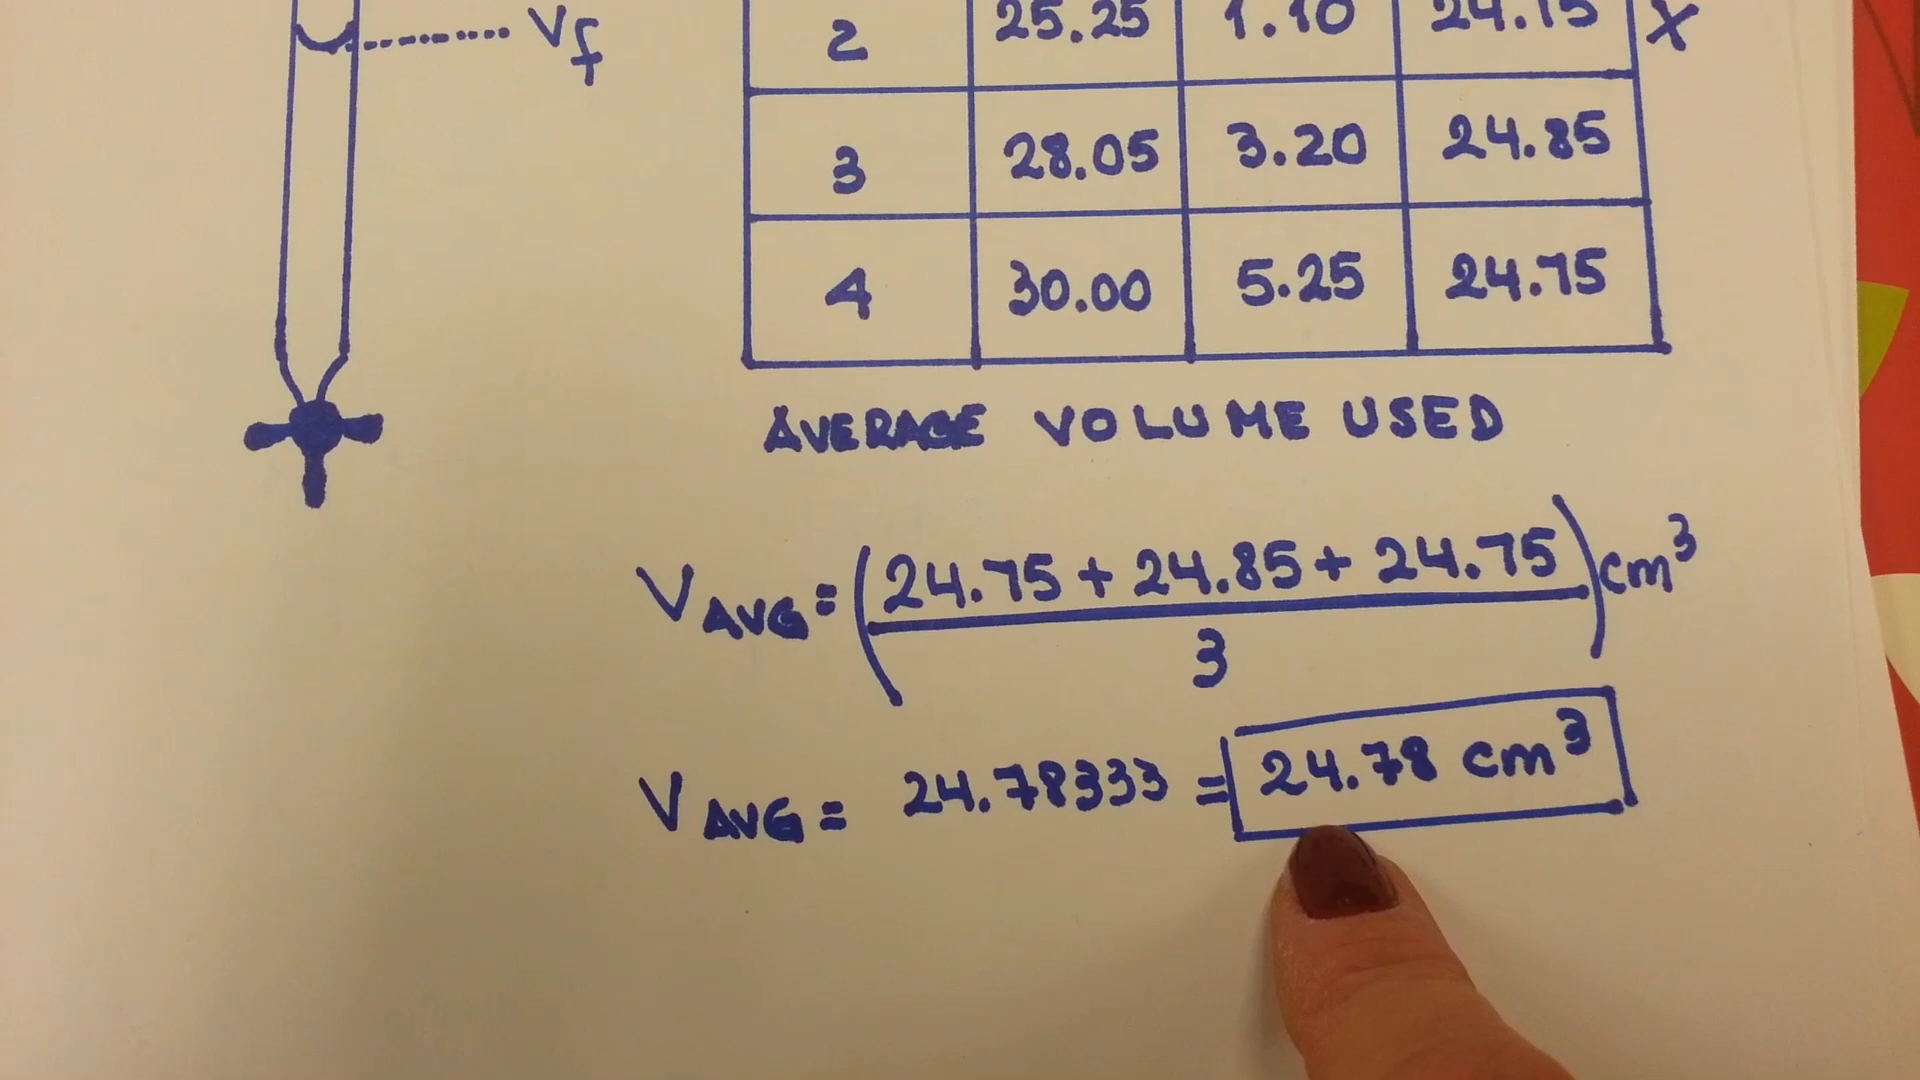 Vf
2 25.25 1.10 24.15 X
3 28.05 3.20 24.85
4 30.00 5.25 24.75
AVERAGE VOLUME USED
VAVG = (24.75 + 24.85 + 24.75 / 3) cm³
VAVG = 24.78333 = 24.78 cm³